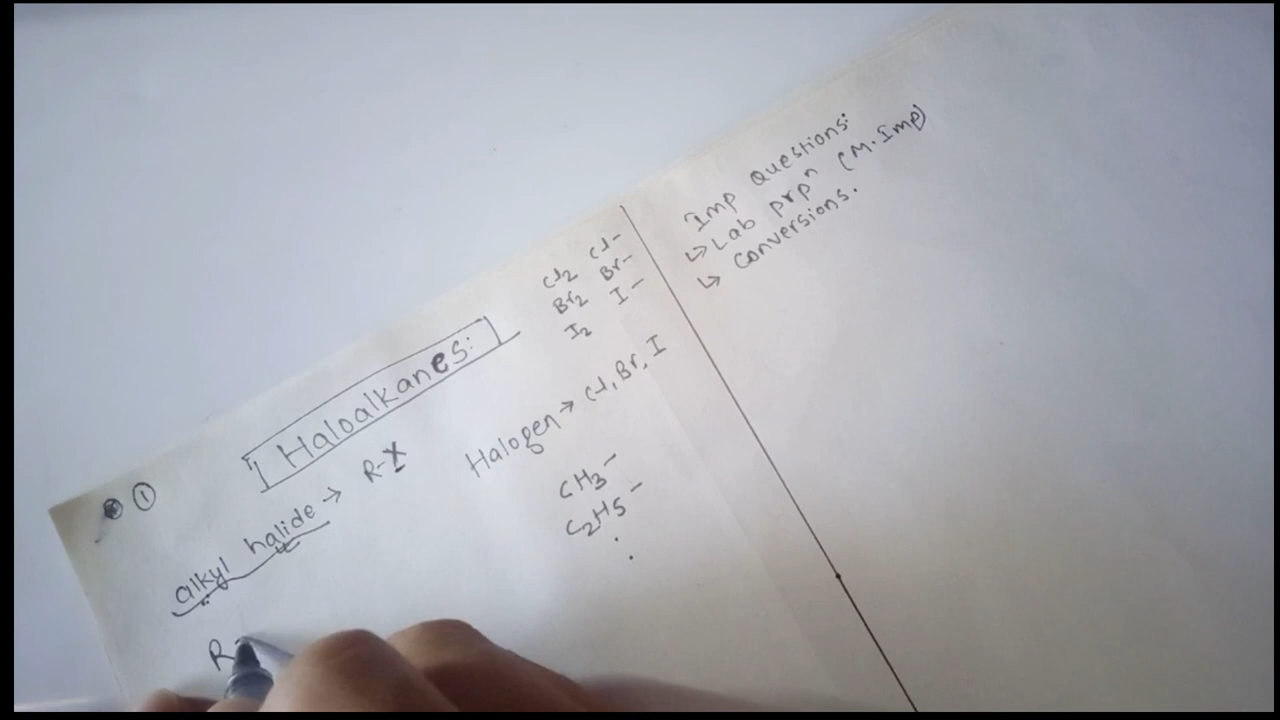 ① Haloalkanes:
Cl2 Cl-
Br2 Br-
I2 I-
alkyl halide → R-X
Halogen → Cl, Br, I
CH3-
C2H5-
:
R-
Imp questions:
↳ Lab prpⁿ (M.Imp)
↳ conversions.